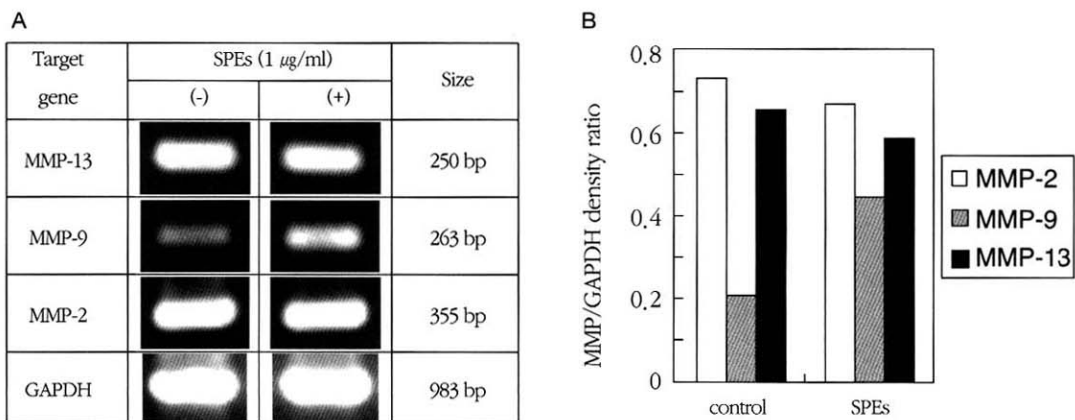 A
Target gene
SPEs (1 μg/ml)
Size
(-)
(+)
MMP-13
250 bp
MMP-9
263 bp
MMP-2
355 bp
GAPDH
983 bp
B
MMP/GAPDH density ratio
0.8
0.6
0.4
0.2
0
control
SPEs
MMP-2
MMP-9
MMP-13